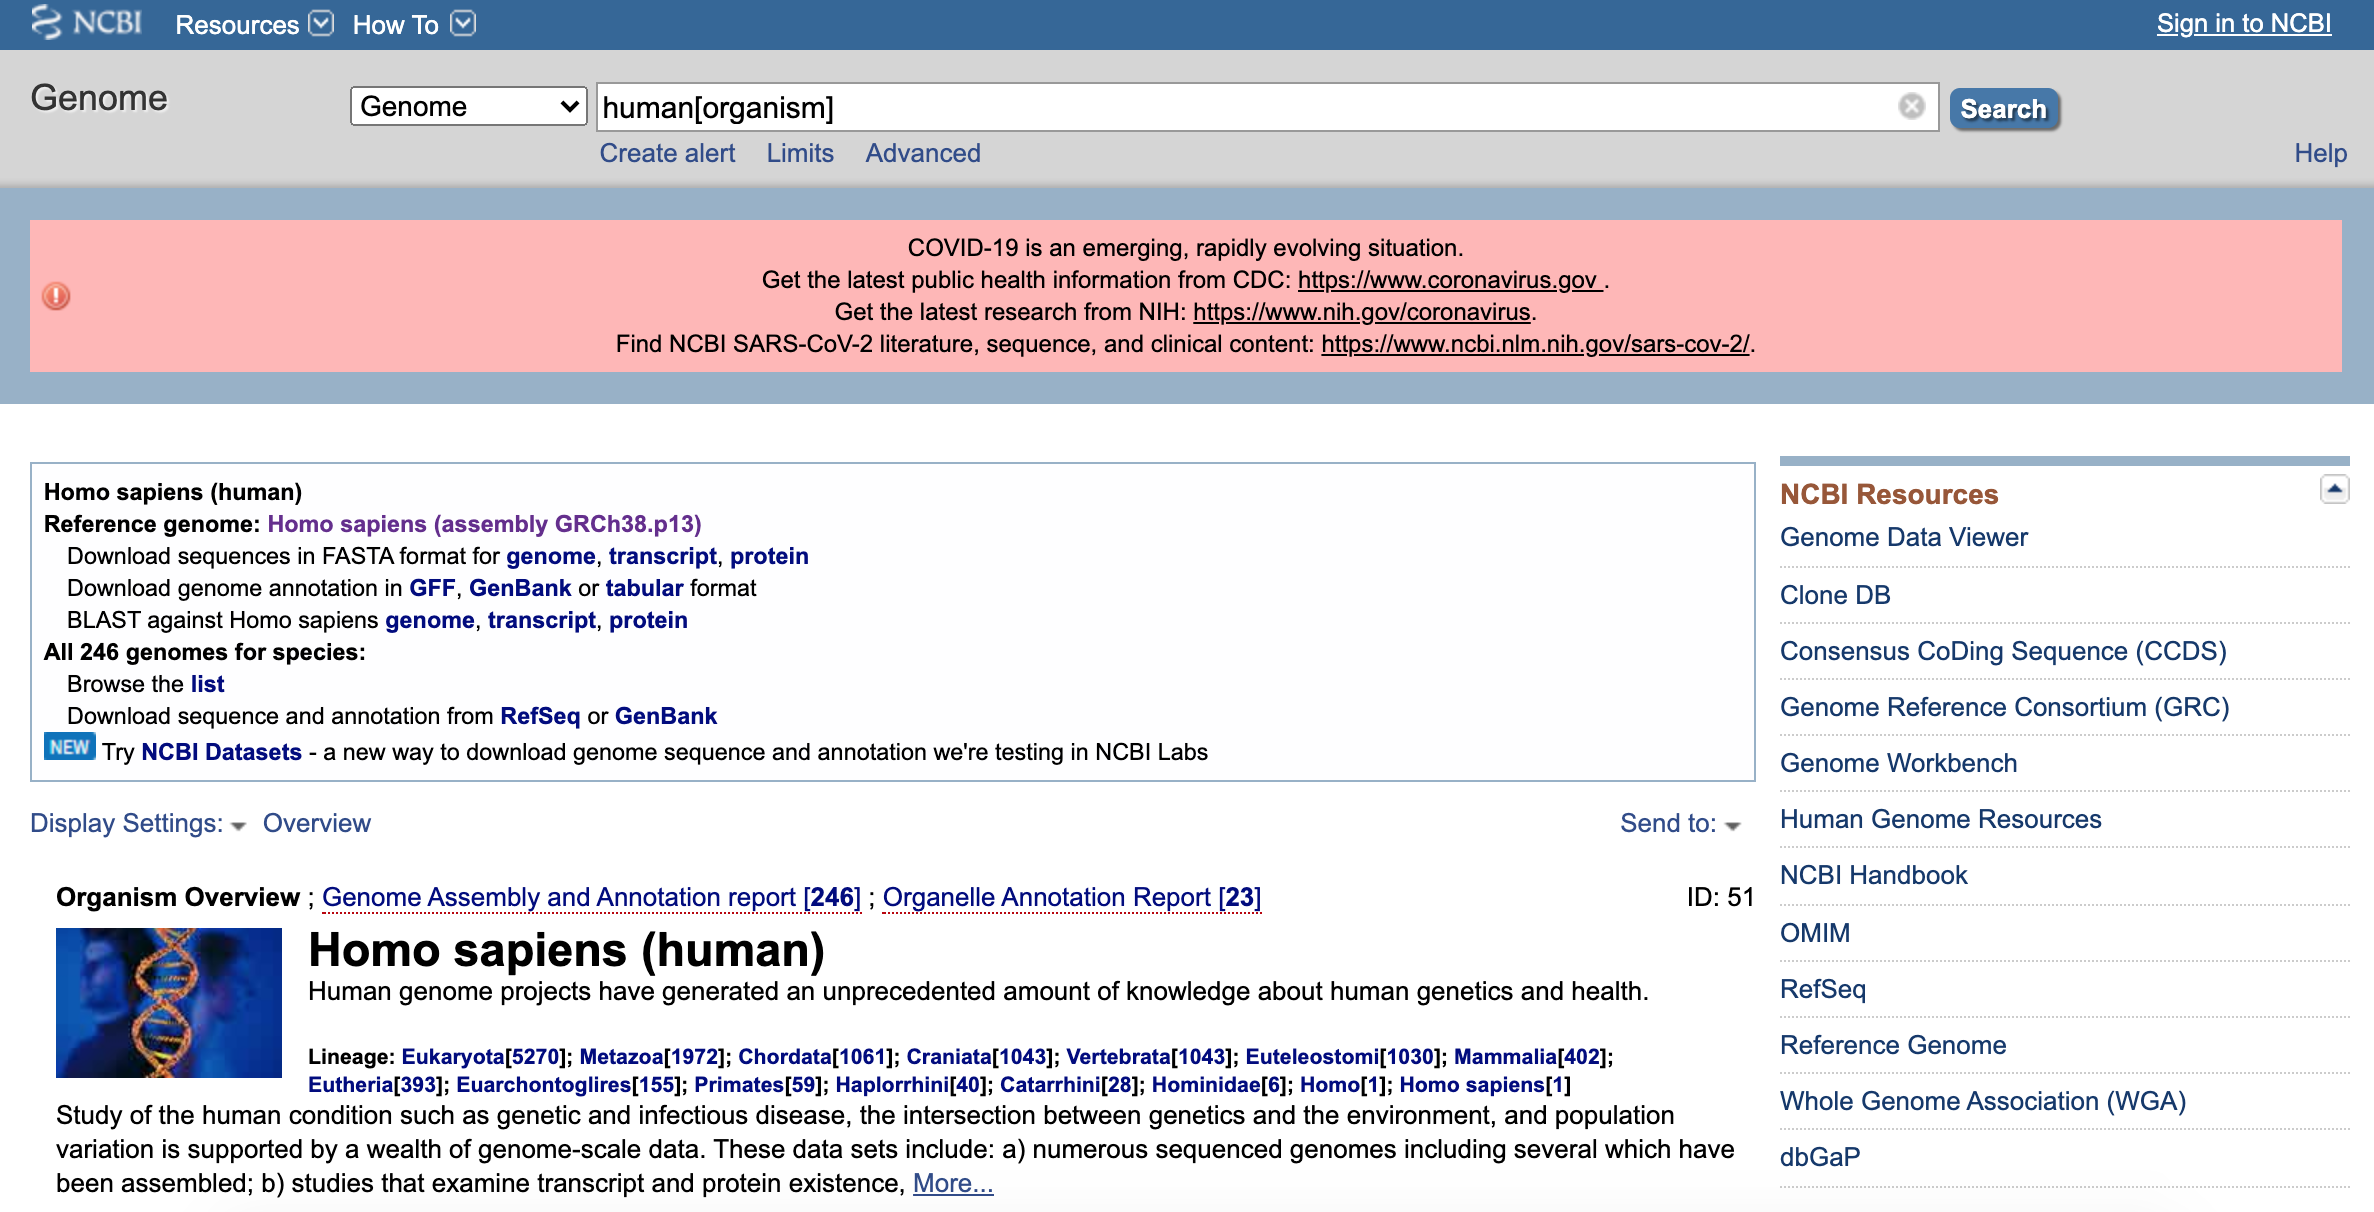 NCBI Resources How To Sign in to NCBI
Genome
Genome human[organism] Search
Create alert Limits Advanced Help
COVID-19 is an emerging, rapidly evolving situation.
Get the latest public health information from CDC: https://www.coronavirus.gov .
Get the latest research from NIH: https://www.nih.gov/coronavirus.
Find NCBI SARS-CoV-2 literature, sequence, and clinical content: https://www.ncbi.nlm.nih.gov/sars-cov-2/.
Homo sapiens (human)
Reference genome: Homo sapiens (assembly GRCh38.p13)
Download sequences in FASTA format for genome, transcript, protein
Download genome annotation in GFF, GenBank or tabular format
BLAST against Homo sapiens genome, transcript, protein
All 246 genomes for species:
Browse the list
Download sequence and annotation from RefSeq or GenBank
NEW Try NCBI Datasets - a new way to download genome sequence and annotation we're testing in NCBI Labs
Display Settings: Overview Send to:
Organism Overview ; Genome Assembly and Annotation report [246] ; Organelle Annotation Report [23] ID: 51
Homo sapiens (human)
Human genome projects have generated an unprecedented amount of knowledge about human genetics and health.
Lineage: Eukaryota[5270]; Metazoa[1972]; Chordata[1061]; Craniata[1043]; Vertebrata[1043]; Euteleostomi[1030]; Mammalia[402];
Eutheria[393]; Euarchontoglires[155]; Primates[59]; Haplorrhini[40]; Catarrhini[28]; Hominidae[6]; Homo[1]; Homo sapiens[1]
Study of the human condition such as genetic and infectious disease, the intersection between genetics and the environment, and population
variation is supported by a wealth of genome-scale data. These data sets include: a) numerous sequenced genomes including several which have
been assembled; b) studies that examine transcript and protein existence, More...
NCBI Resources
Genome Data Viewer
Clone DB
Consensus CoDing Sequence (CCDS)
Genome Reference Consortium (GRC)
Genome Workbench
Human Genome Resources
NCBI Handbook
OMIM
RefSeq
Reference Genome
Whole Genome Association (WGA)
dbGaP